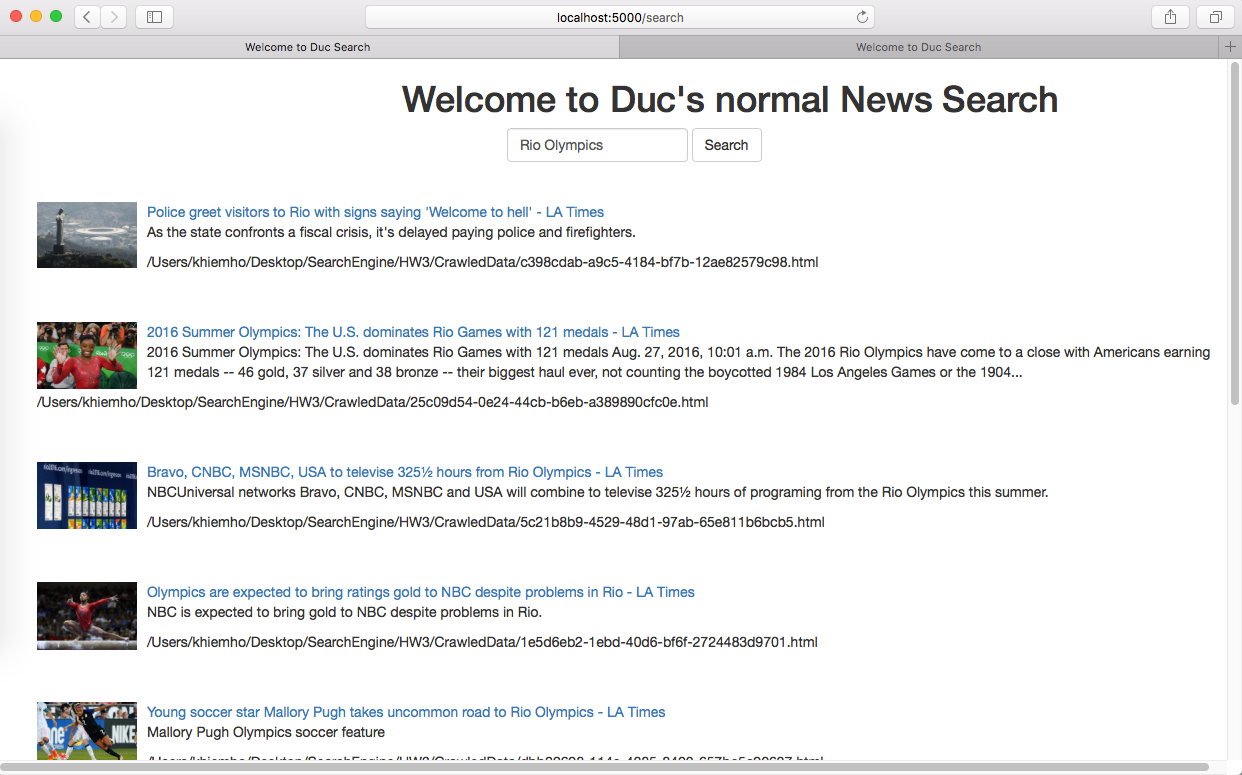 localhost:5000/search
Welcome to Duc Search
Welcome to Duc Search
Welcome to Duc's normal News Search
Rio Olympics
Search
Police greet visitors to Rio with signs saying 'Welcome to hell' - LA Times
As the state confronts a fiscal crisis, it's delayed paying police and firefighters.
/Users/khiemho/Desktop/SearchEngine/HW3/CrawledData/c398cdab-a9c5-4184-bf7b-12ae82579c98.html
2016 Summer Olympics: The U.S. dominates Rio Games with 121 medals - LA Times
2016 Summer Olympics: The U.S. dominates Rio Games with 121 medals Aug. 27, 2016, 10:01 a.m. The 2016 Rio Olympics have come to a close with Americans earning
121 medals -- 46 gold, 37 silver and 38 bronze -- their biggest haul ever, not counting the boycotted 1984 Los Angeles Games or the 1904...
/Users/khiemho/Desktop/SearchEngine/HW3/CrawledData/25c09d54-0e24-44cb-b6eb-a389890cfc0e.html
Bravo, CNBC, MSNBC, USA to televise 325½ hours from Rio Olympics - LA Times
NBCUniversal networks Bravo, CNBC, MSNBC and USA will combine to televise 325½ hours of programing from the Rio Olympics this summer.
/Users/khiemho/Desktop/SearchEngine/HW3/CrawledData/5c21b8b9-4529-48d1-97ab-65e811b6bcb5.html
Olympics are expected to bring ratings gold to NBC despite problems in Rio - LA Times
NBC is expected to bring gold to NBC despite problems in Rio.
/Users/khiemho/Desktop/SearchEngine/HW3/CrawledData/1e5d6eb2-1ebd-40d6-bf6f-2724483d9701.html
Young soccer star Mallory Pugh takes uncommon road to Rio Olympics - LA Times
Mallory Pugh Olympics soccer feature
NIKE